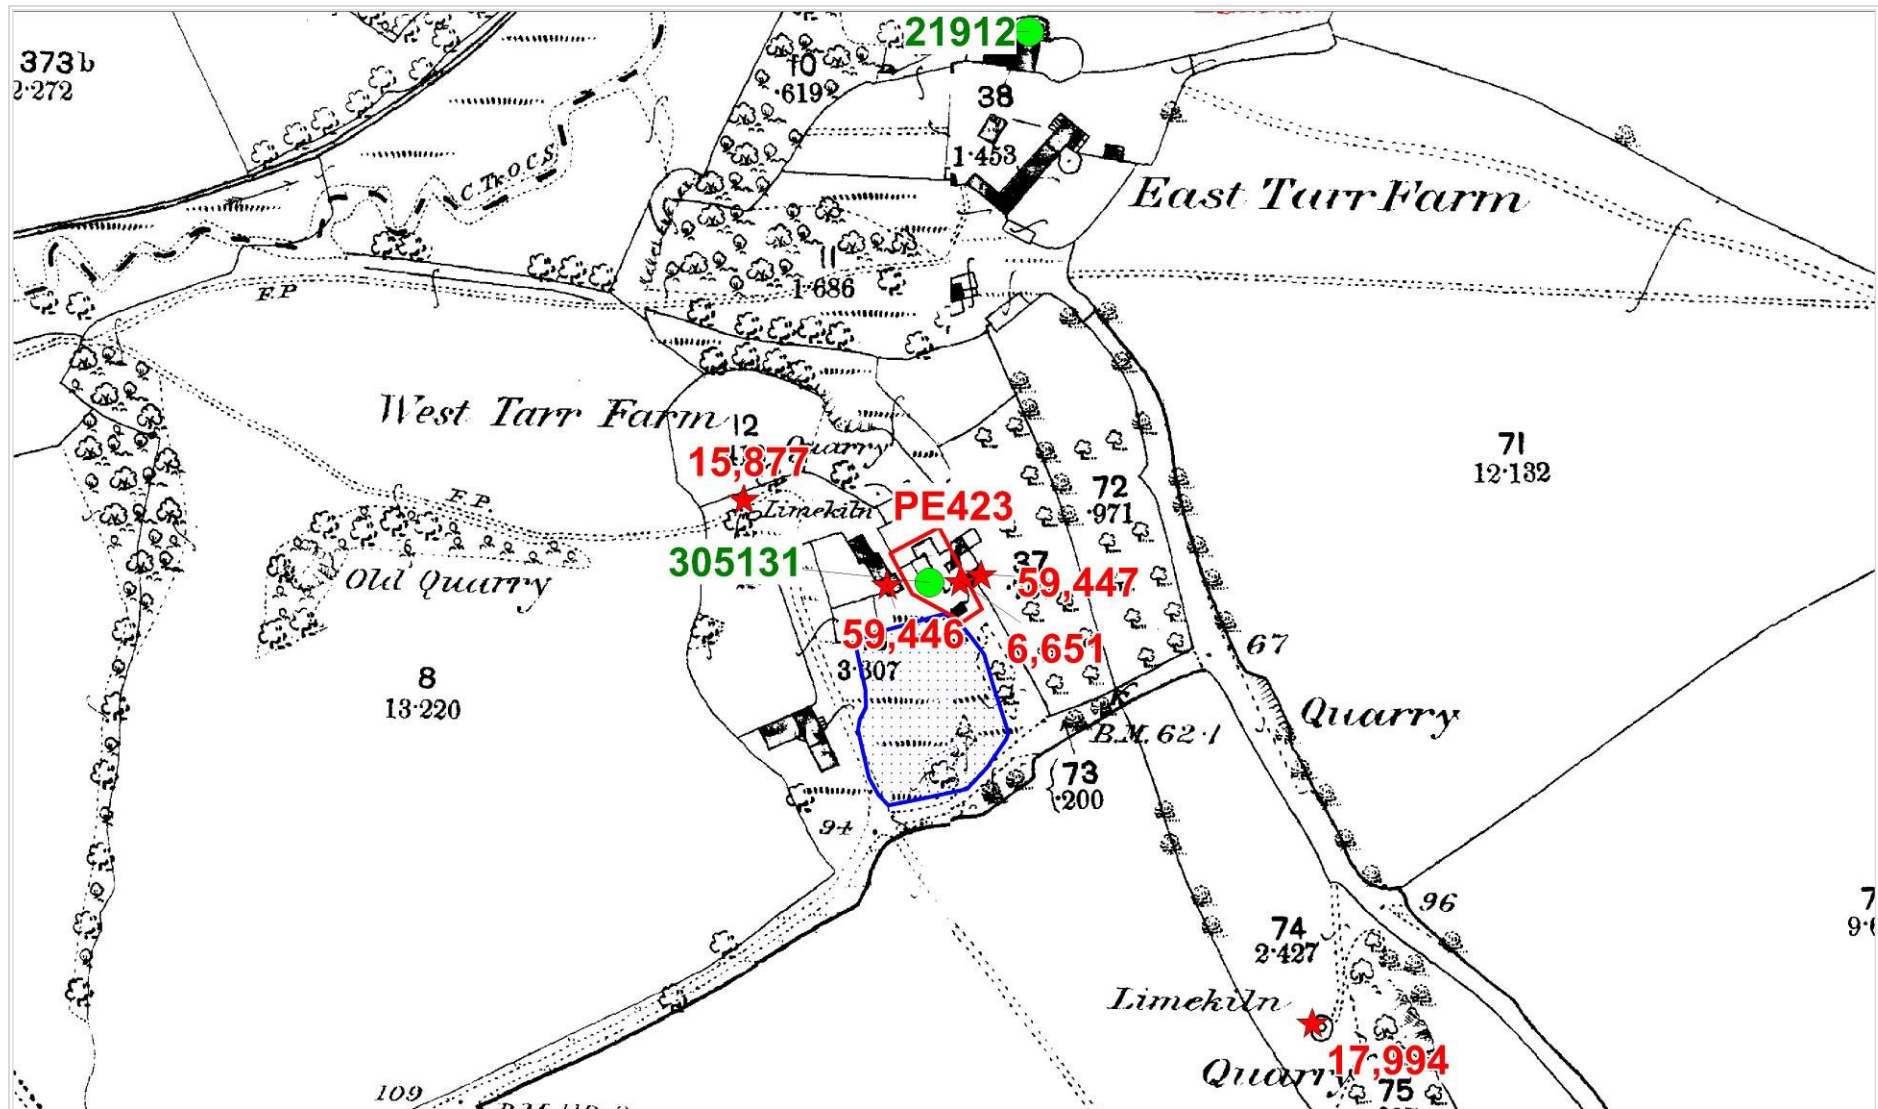 21912
373b
2·272
10
·619
38
1·453
C Tk O C.S.
East Tarr Farm
11
1·686
F.P
West Tarr Farm
12
Quarry
71
12·132
15,877
F.P.
72
·971
PE423
Limekiln
305131
37
59,447
Old Quarry
59,446
6,651
67
3·307
8
13·220
Quarry
B.M. 62·1
73
·200
94
96
74
2·427
Limekiln
17,994
Quarry
75
109